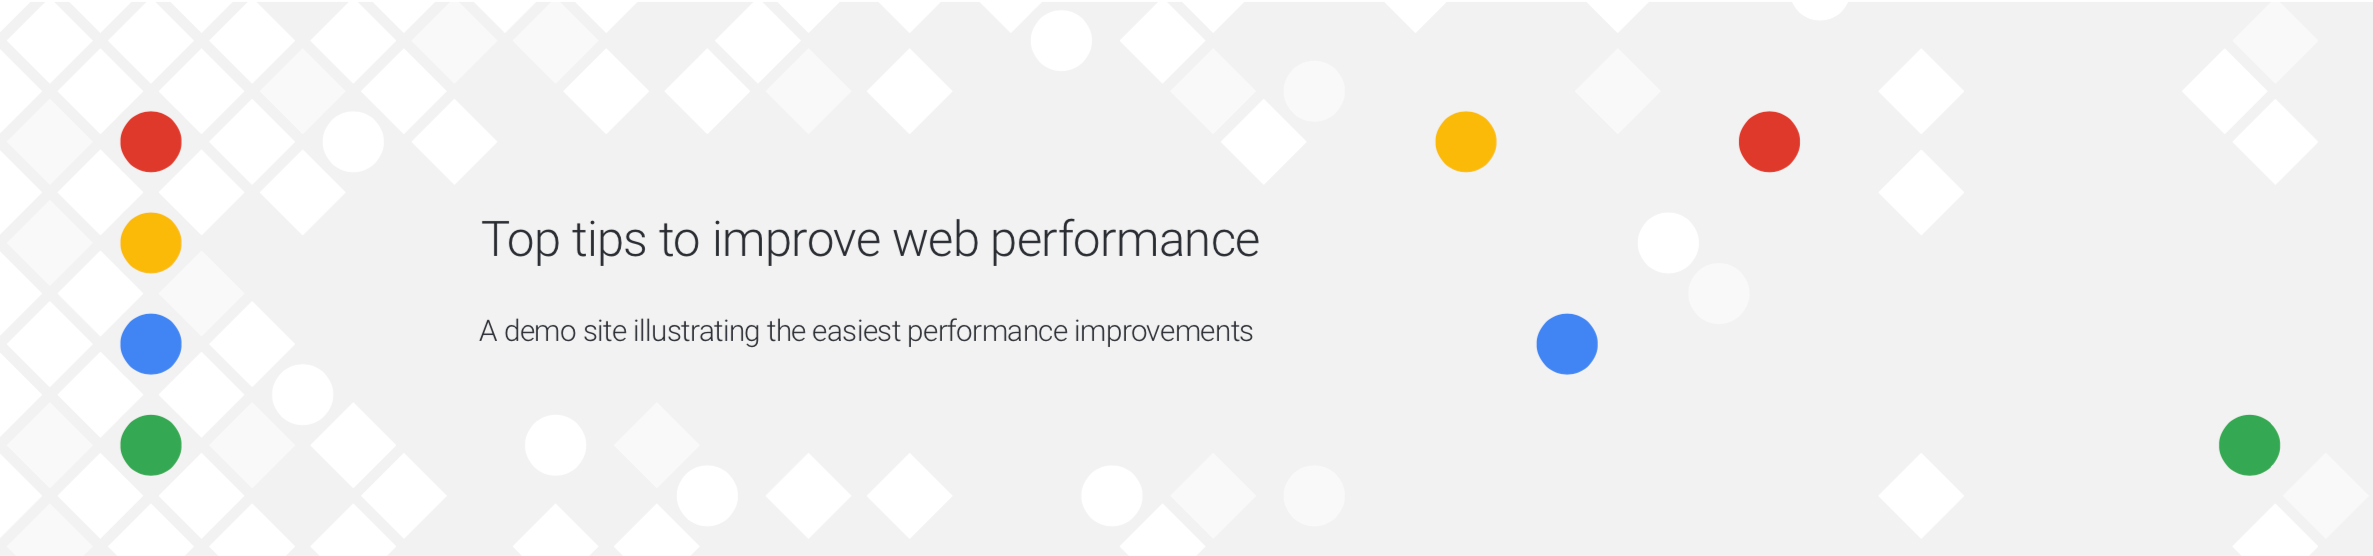 Top tips to improve web performance
A demo site illustrating the easiest performance improvements